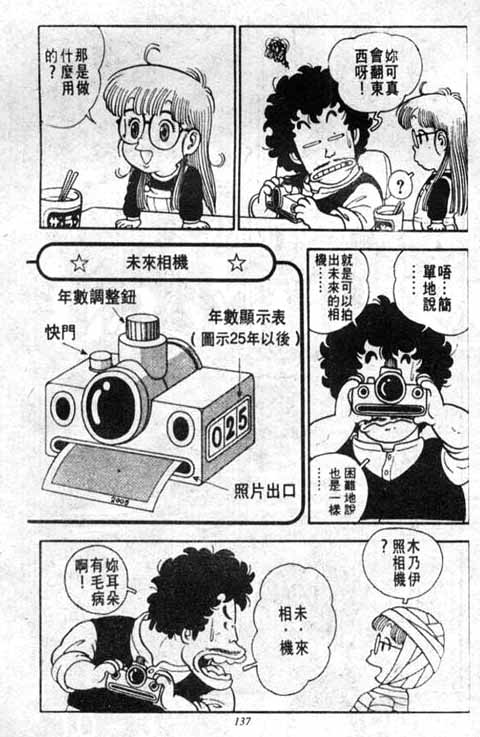 妳可真
會翻東
西呀！
？
那是做
什麼用
的？
唔…簡
單地說
……
就是可以拍
出未來的相
機……
困難地說
也是一樣
……
☆ 未來相機 ☆
年數調整鈕
快門
年數顯示表
(圖示25年以後)
025
2005
照片出口
木乃伊
照相機
？
未・來
相・機
妳耳朵
有毛病
啊！
137